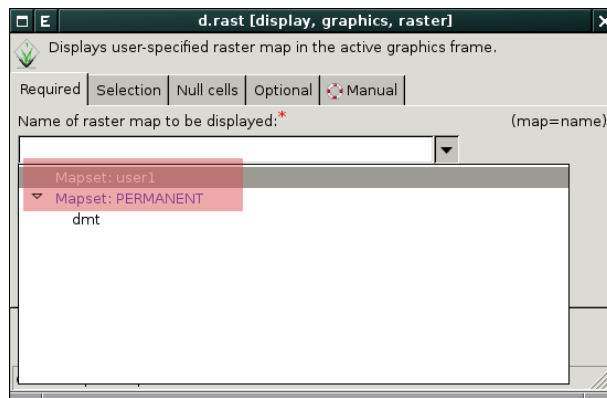 E d.rast [display, graphics, raster]
Displays user-specified raster map in the active graphics frame.
Required Selection Null cells Optional Manual
Name of raster map to be displayed:* (map=name)
Mapset: user1
Mapset: PERMANENT
dmt